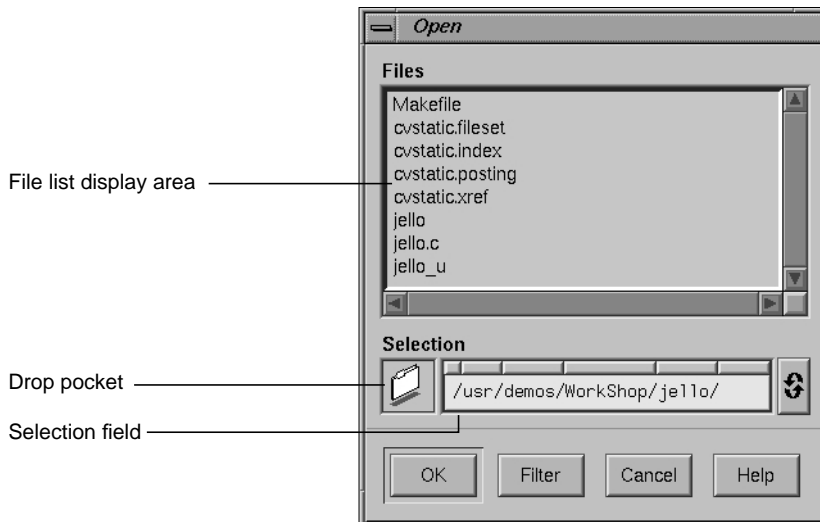 Open
Files
Makefile
cvstatic.fileset
cvstatic.index
cvstatic.posting
cvstatic.xref
jello
jello.c
jello_u
File list display area
Selection
Drop pocket
/usr/demos/WorkShop/jello/
Selection field
OK
Filter
Cancel
Help